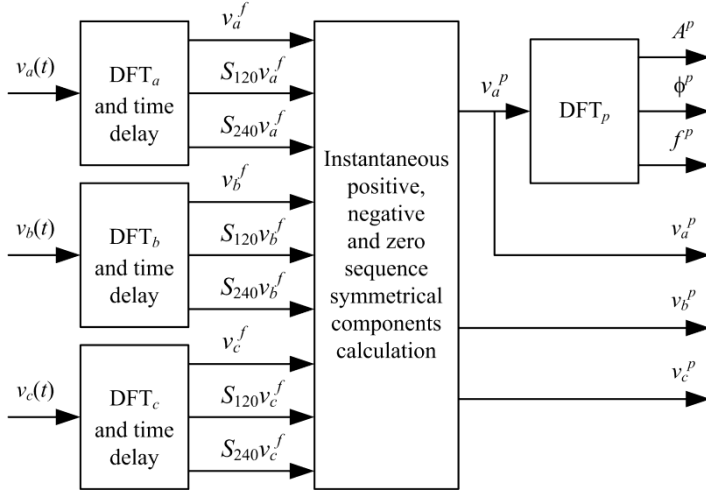 v_a(t)
DFT_a
and time
delay
v_a^f
S_120 v_a^f
S_240 v_a^f
v_b(t)
DFT_b
and time
delay
v_b^f
S_120 v_b^f
S_240 v_b^f
v_c(t)
DFT_c
and time
delay
v_c^f
S_120 v_c^f
S_240 v_c^f
Instantaneous
positive,
negative
and zero
sequence
symmetrical
components
calculation
v_a^p
DFT_p
A^p
ϕ^p
f^p
v_a^p
v_b^p
v_c^p